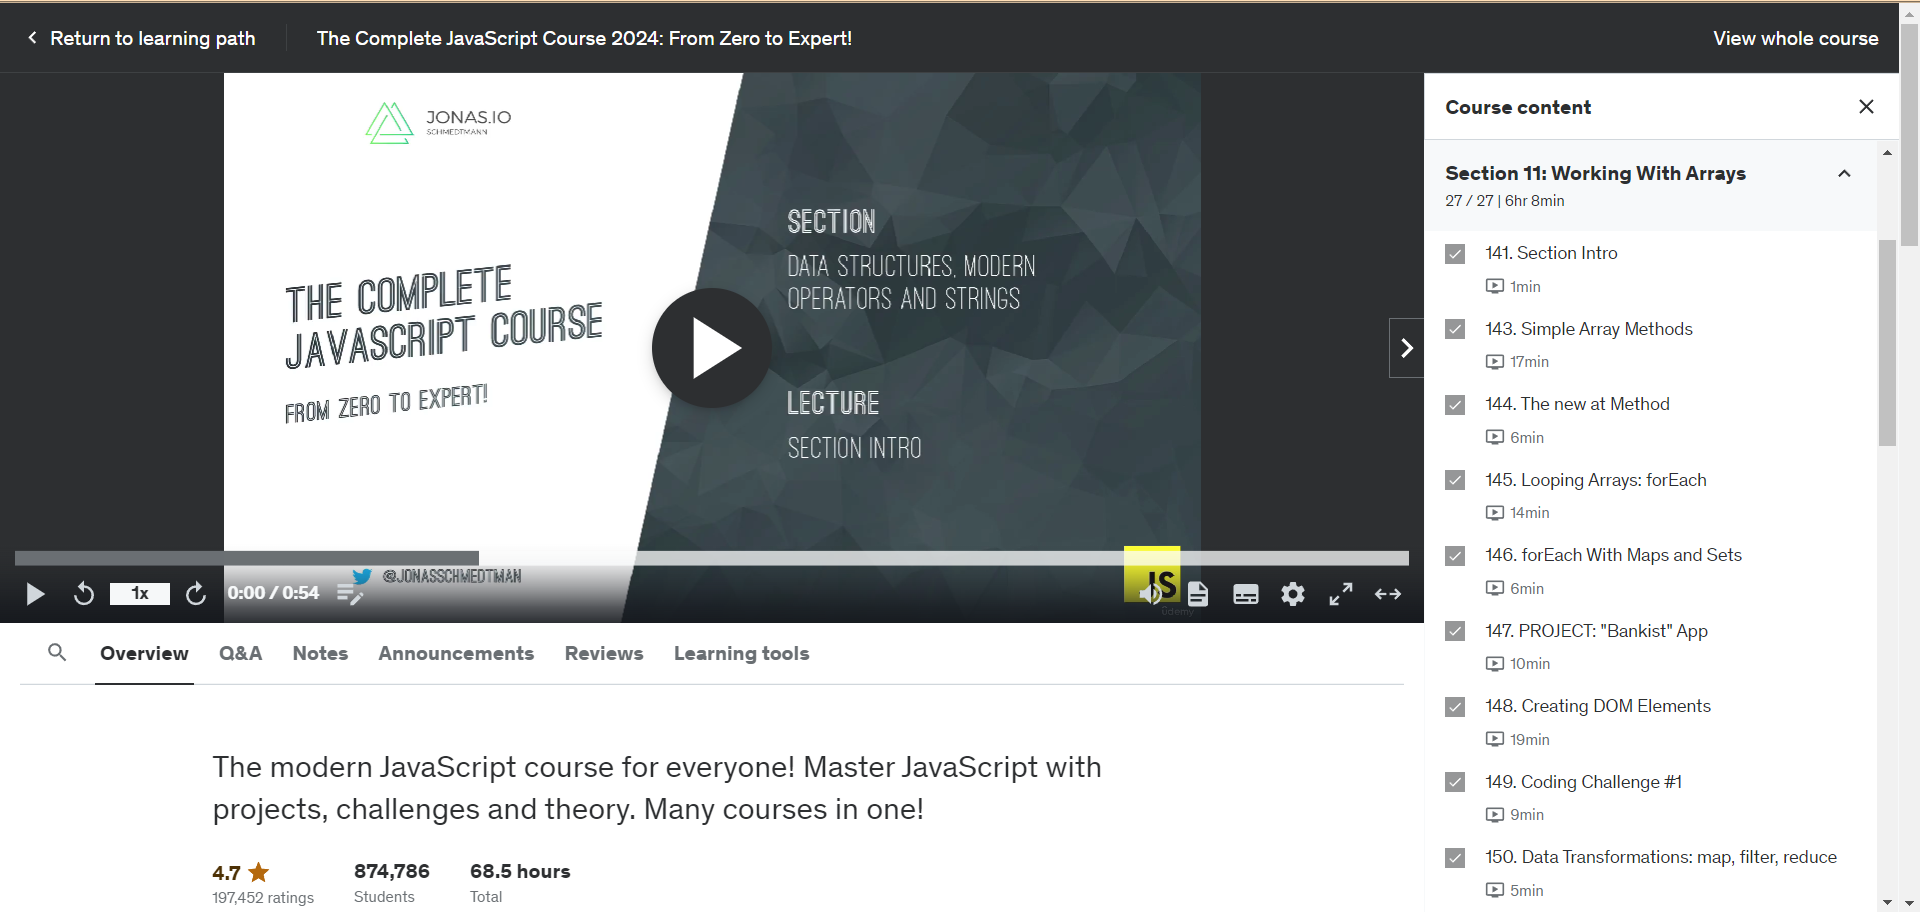 Return to learning path
The Complete JavaScript Course 2024: From Zero to Expert!
View whole course
JONAS.IO
SCHMEDTMANN
THE COMPLETE
JAVASCRIPT COURSE
FROM ZERO TO EXPERT!
SECTION
DATA STRUCTURES, MODERN
OPERATORS AND STRINGS
LECTURE
SECTION INTRO
@JONASSCHMEDTMAN
JS
udemy
1x
0:00 / 0:54
Overview
Q&A
Notes
Announcements
Reviews
Learning tools
The modern JavaScript course for everyone! Master JavaScript with
projects, challenges and theory. Many courses in one!
4.7
197,452 ratings
874,786
Students
68.5 hours
Total
Course content
Section 11: Working With Arrays
27 / 27 | 6hr 8min
141. Section Intro
1min
143. Simple Array Methods
17min
144. The new at Method
6min
145. Looping Arrays: forEach
14min
146. forEach With Maps and Sets
6min
147. PROJECT: "Bankist" App
10min
148. Creating DOM Elements
19min
149. Coding Challenge #1
9min
150. Data Transformations: map, filter, reduce
5min